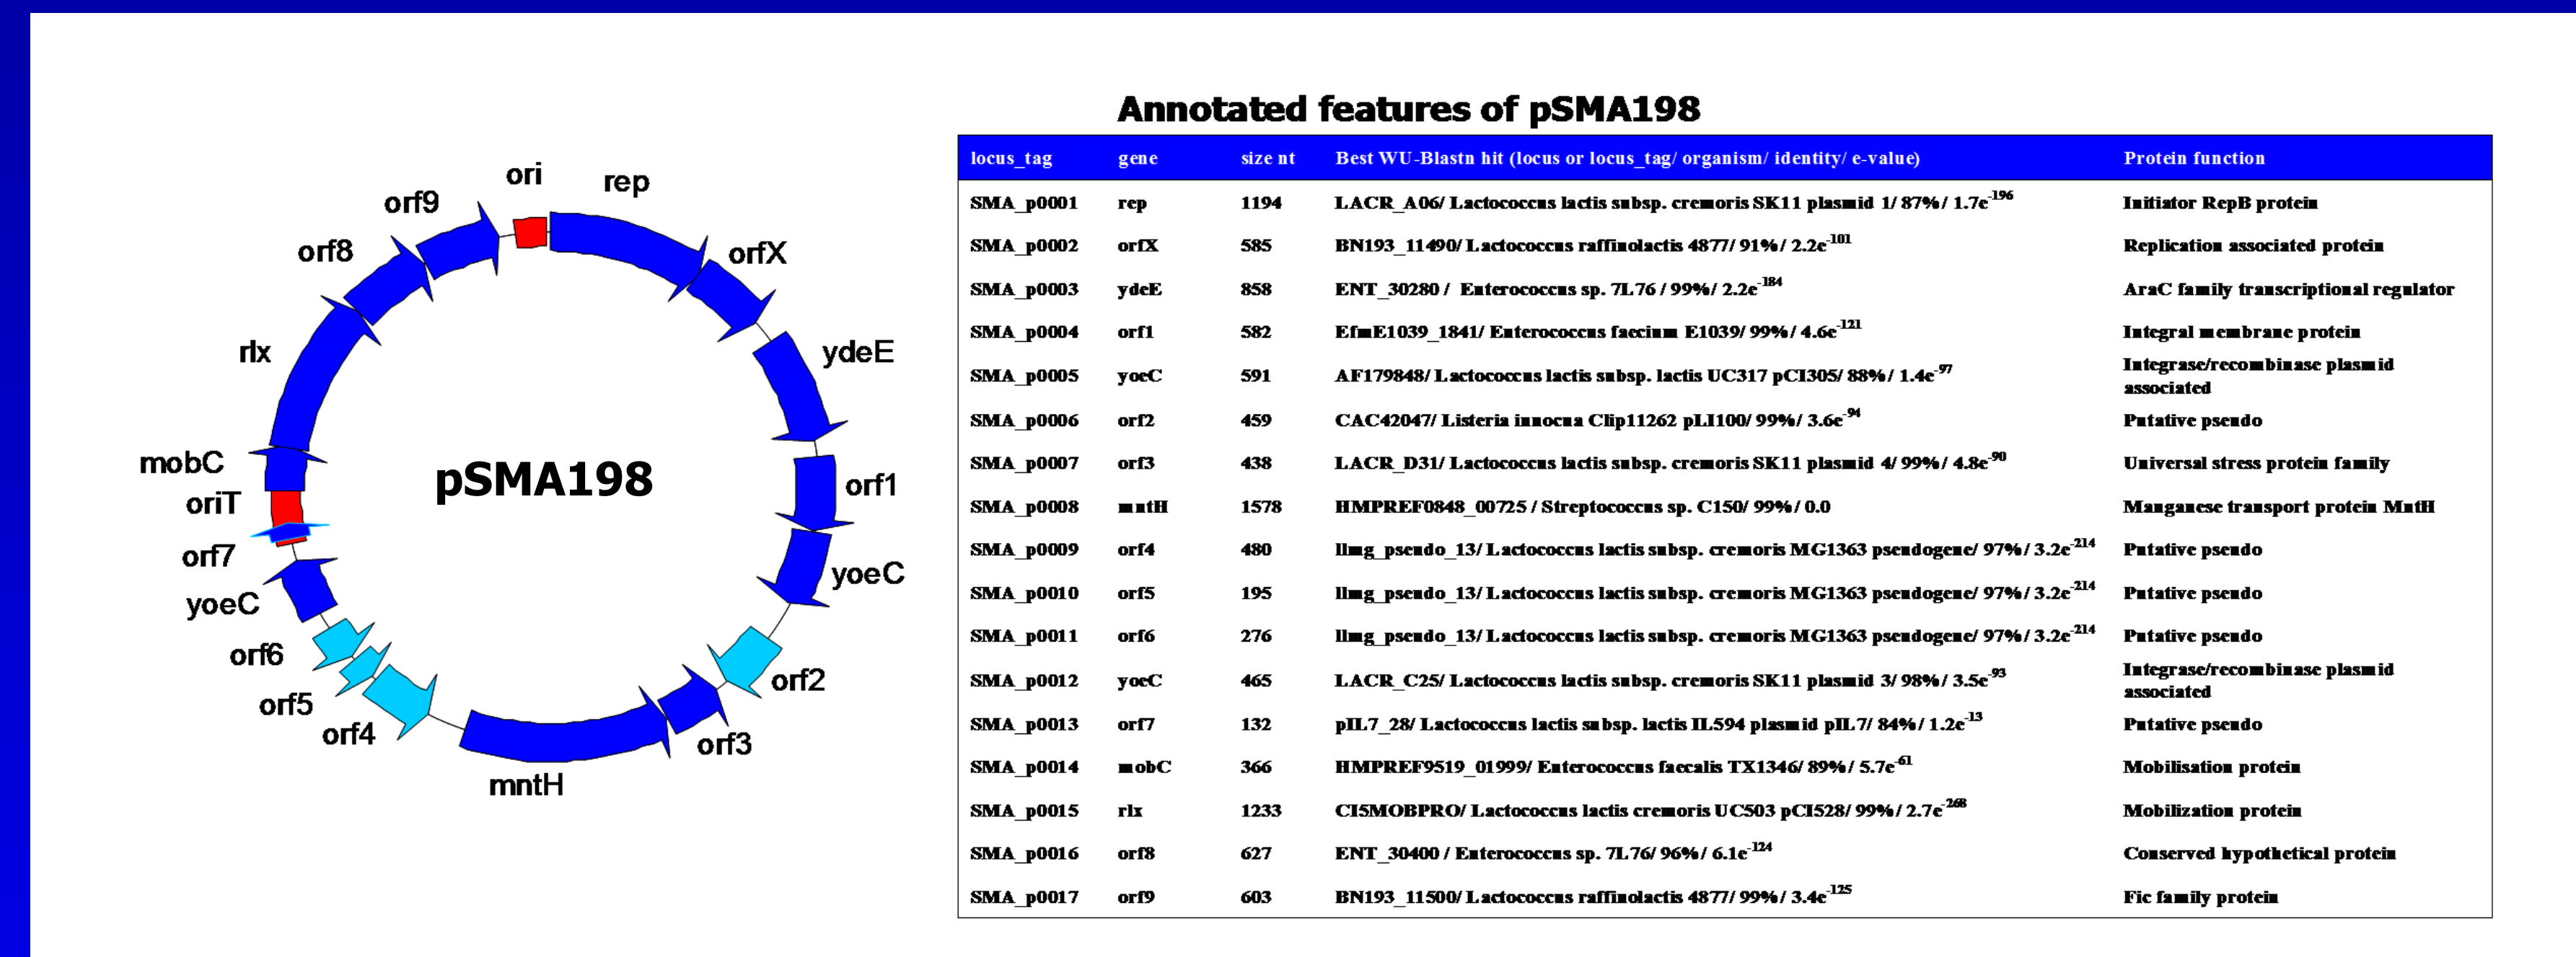 Annotated features of pSMA198
ori
rep
orfX
ydeE
orf1
yoeC
orf2
orf3
mntH
orf4
orf5
orf6
yoeC
orf7
oriT
mobC
rlx
orf8
orf9
pSMA198
locus_tag gene size nt Best WU-Blastn hit (locus or locus_tag/ organism/ identity/ e-value) Protein function
SMA_p0001 rep 1194 LACR_A06/ Lactococcus lactis subsp. cremoris SK11 plasmid 1/ 87%/ 1.7e-196 Initiator RepB protein
SMA_p0002 orfX 585 BN193_11490/ Lactococcus raffinolactis 4877/ 91%/ 2.2e-101 Replication associated protein
SMA_p0003 ydeE 858 ENT_30280 / Enterococcus sp. 7L76 / 99%/ 2.2e-184 AraC family transcriptional regulator
SMA_p0004 orf1 582 EfmE1039_1841/ Enterococcus faecium E1039/ 99%/ 4.6e-121 Integral membrane protein
SMA_p0005 yoeC 591 AF179848/ Lactococcus lactis subsp. lactis UC317 pCI305/ 88%/ 1.4e-97 Integrase/recombinase plasmid
associated
SMA_p0006 orf2 459 CAC42047/ Listeria innocua Clip11262 pLI100/ 99%/ 3.6e-94 Putative pseudo
SMA_p0007 orf3 438 LACR_D31/ Lactococcus lactis subsp. cremoris SK11 plasmid 4/ 99%/ 4.8e-90 Universal stress protein family
SMA_p0008 mntH 1578 HMPREF0848_00725 / Streptococcus sp. C150/ 99%/ 0.0 Manganese transport protein MntH
SMA_p0009 orf4 480 llmg_pseudo_13/ Lactococcus lactis subsp. cremoris MG1363 pseudogene/ 97%/ 3.2e-214 Putative pseudo
SMA_p0010 orf5 195 llmg_pseudo_13/ Lactococcus lactis subsp. cremoris MG1363 pseudogene/ 97%/ 3.2e-214 Putative pseudo
SMA_p0011 orf6 276 llmg_pseudo_13/ Lactococcus lactis subsp. cremoris MG1363 pseudogene/ 97%/ 3.2e-214 Putative pseudo
SMA_p0012 yoeC 465 LACR_C25/ Lactococcus lactis subsp. cremoris SK11 plasmid 3/ 98%/ 3.5e-93 Integrase/recombinase plasmid
associated
SMA_p0013 orf7 132 pIL7_28/ Lactococcus lactis subsp. lactis IL594 plasmid pIL7/ 84%/ 1.2e-13 Putative pseudo
SMA_p0014 mobC 366 HMPREF9519_01999/ Enterococcus faecalis TX1346/ 89%/ 5.7e-61 Mobilisation protein
SMA_p0015 rlx 1233 CI5MOBPRO/ Lactococcus lactis cremoris UC503 pCI528/ 99%/ 2.7e-268 Mobilization protein
SMA_p0016 orf8 627 ENT_30400 / Enterococcus sp. 7L76/ 96%/ 6.1e-124 Conserved hypothetical protein
SMA_p0017 orf9 603 BN193_11500/ Lactococcus raffinolactis 4877/ 99%/ 3.4e-125 Fic family protein